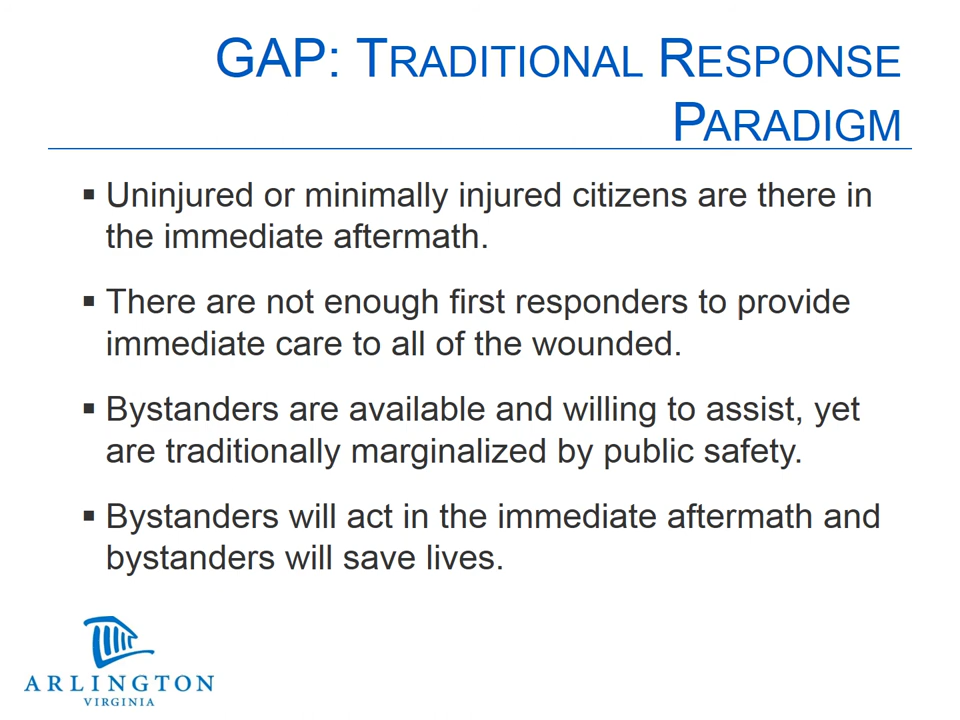 GAP: TRADITIONAL RESPONSE
PARADIGM
▪ Uninjured or minimally injured citizens are there in
the immediate aftermath.
▪ There are not enough first responders to provide
immediate care to all of the wounded.
▪ Bystanders are available and willing to assist, yet
are traditionally marginalized by public safety.
▪ Bystanders will act in the immediate aftermath and
bystanders will save lives.
ARLINGTON
VIRGINIA